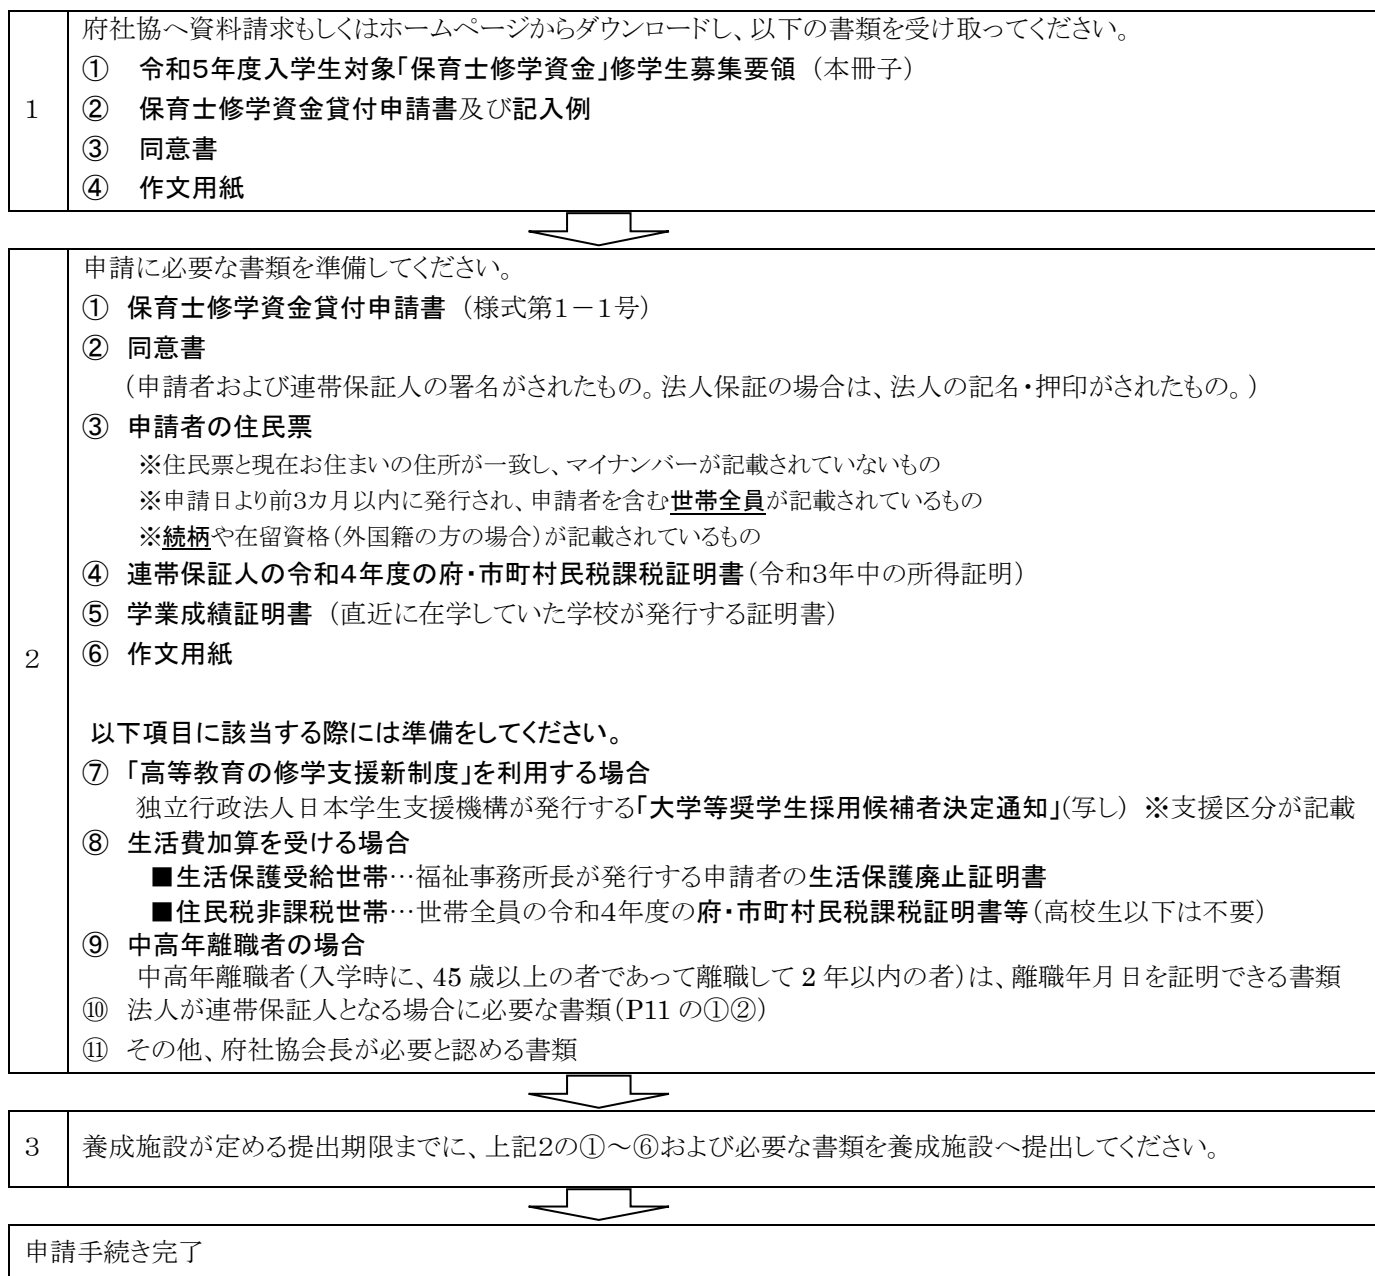 1
府社協へ資料請求もしくはホームページからダウンロードし、以下の書類を受け取ってください。
① 令和5年度入学生対象「保育士修学資金」修学生募集要領（本冊子）
② 保育士修学資金貸付申請書及び記入例
③ 同意書
④ 作文用紙
2
申請に必要な書類を準備してください。
① 保育士修学資金貸付申請書（様式第1－1号）
② 同意書
（申請者および連帯保証人の署名がされたもの。法人保証の場合は、法人の記名・押印がされたもの。）
③ 申請者の住民票
※住民票と現在お住まいの住所が一致し、マイナンバーが記載されていないもの
※申請日より前3カ月以内に発行され、申請者を含む世帯全員が記載されているもの
※続柄や在留資格（外国籍の方の場合）が記載されているもの
④ 連帯保証人の令和4年度の府・市町村民税課税証明書（令和3年中の所得証明）
⑤ 学業成績証明書（直近に在学していた学校が発行する証明書）
⑥ 作文用紙
以下項目に該当する際には準備をしてください。
⑦ 「高等教育の修学支援新制度」を利用する場合
独立行政法人日本学生支援機構が発行する「大学等奨学生採用候補者決定通知」（写し） ※支援区分が記載
⑧ 生活費加算を受ける場合
■生活保護受給世帯…福祉事務所長が発行する申請者の生活保護廃止証明書
■住民税非課税世帯…世帯全員の令和4年度の府・市町村民税課税証明書等（高校生以下は不要）
⑨ 中高年離職者の場合
中高年離職者（入学時に、45 歳以上の者であって離職して 2 年以内の者）は、離職年月日を証明できる書類
⑩ 法人が連帯保証人となる場合に必要な書類（P11 の①②）
⑪ その他、府社協会長が必要と認める書類
3
養成施設が定める提出期限までに、上記2の①～⑥および必要な書類を養成施設へ提出してください。
申請手続き完了